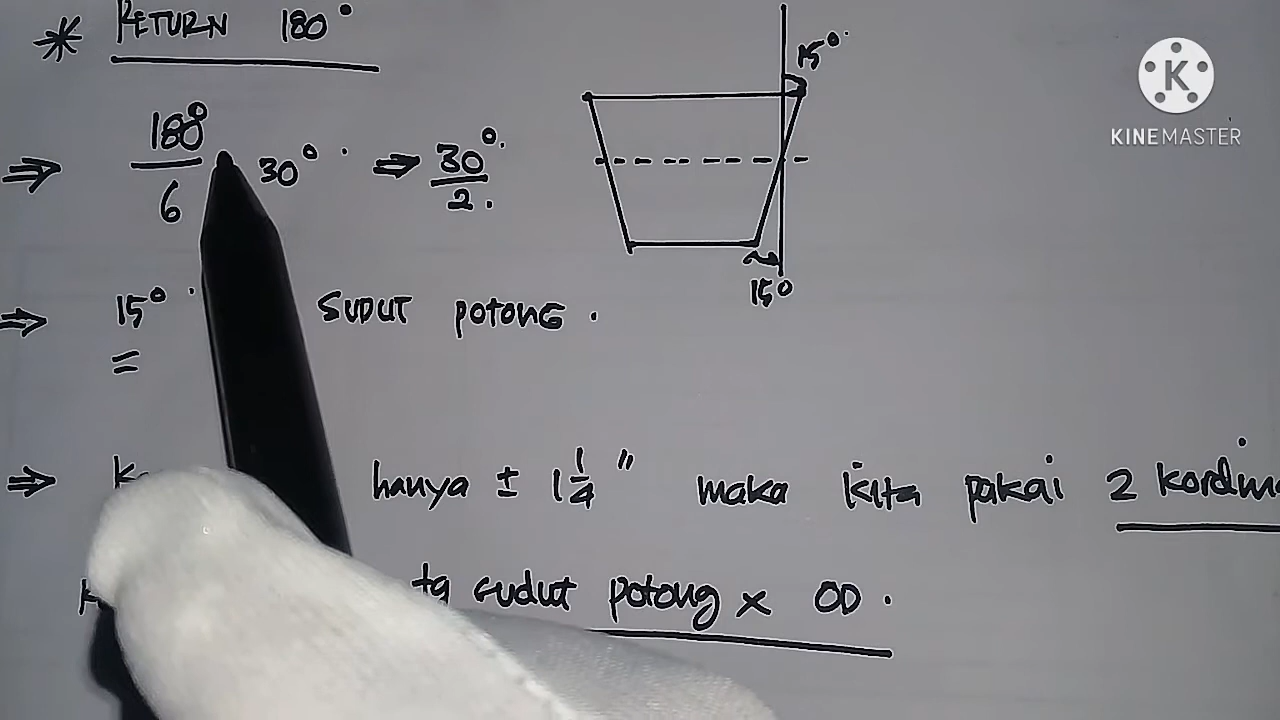 * RETURN 180°
⇒ 180°/6 30° ⇒ 30°/2
15°
⇒ 15° SUDUT potong.
15°
⇒ hanya ± 1 1/4" maka kita pakai 2
tg sudut potong x OD.
KINEMASTER